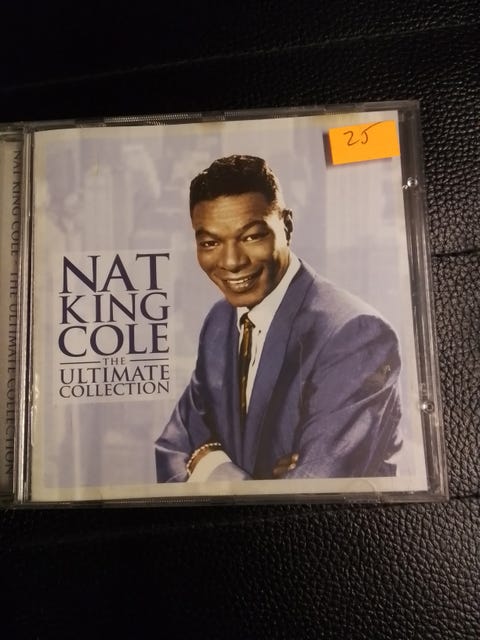 25
NAT
KING
COLE
THE
ULTIMATE
COLLECTION
NAT KING COLE THE ULTIMATE COLLECTION